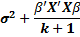 σ² + β′X′Xβ / k + 1